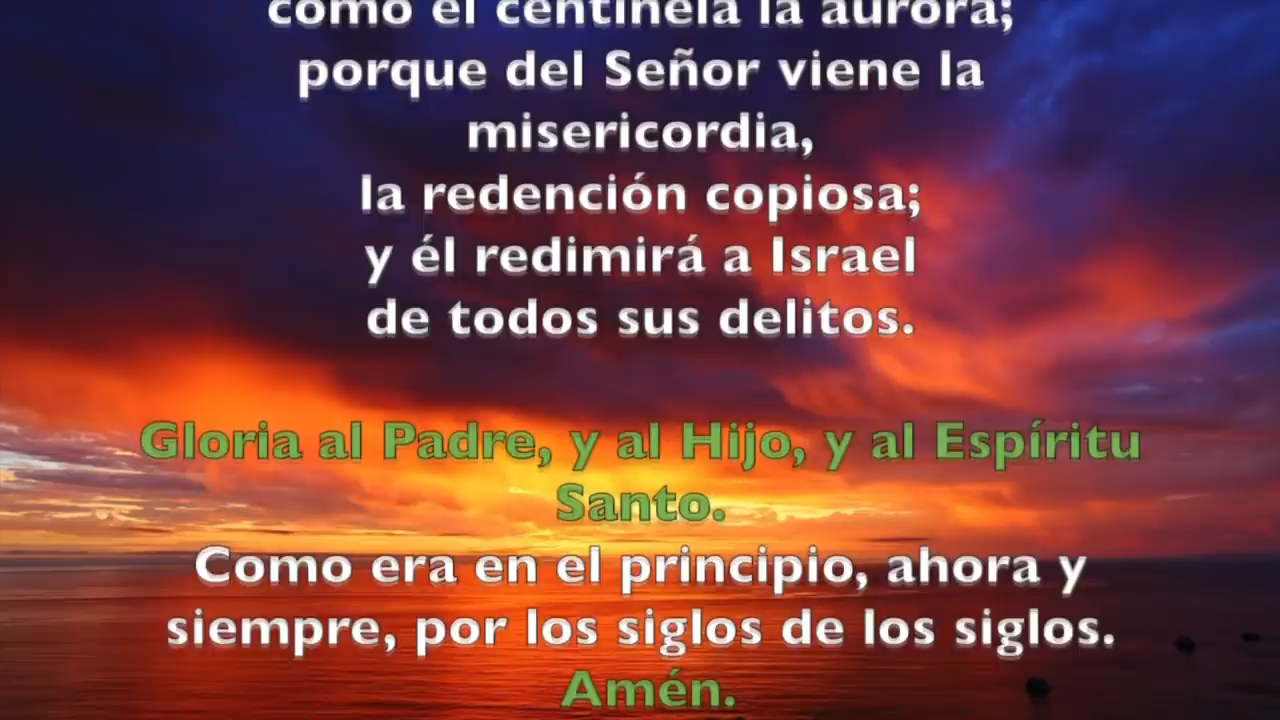 como el centinela la aurora;
porque del Señor viene la
misericordia,
la redención copiosa;
y él redimirá a Israel
de todos sus delitos.
Gloria al Padre, y al Hijo, y al Espíritu
Santo.
Como era en el principio, ahora y
siempre, por los siglos de los siglos.
Amén.